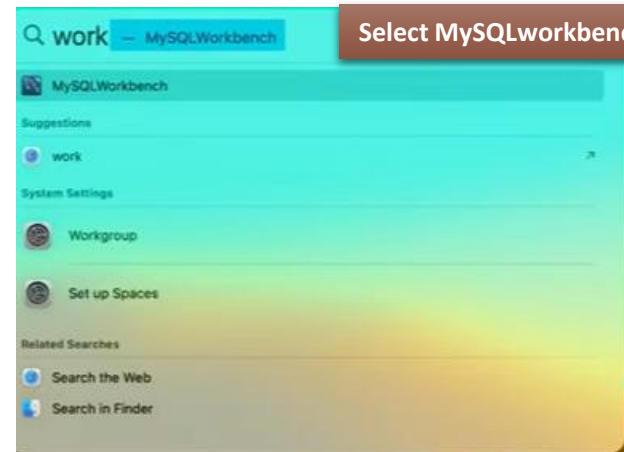 work — MySQLWorkbench
Select MySQLworkbenc
MySQLWorkbench
Suggestions
work
System Settings
Workgroup
Set up Spaces
Related Searches
Search the Web
Search in Finder